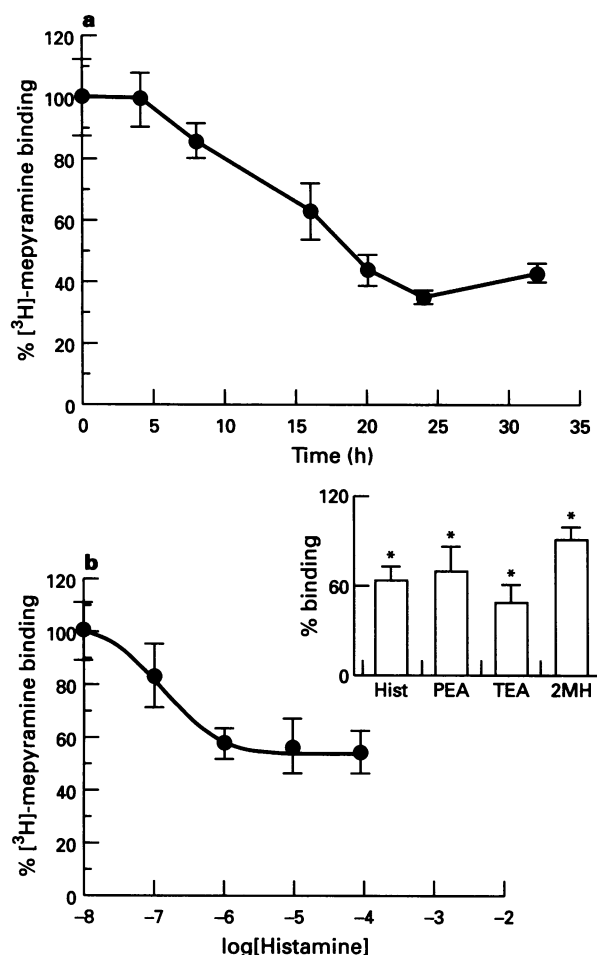 a
120
100
80
60
40
20
0
% [³H]-mepyramine binding
0 5 10 15 20 25 30 35
Time (h)
b
120
100
80
60
40
20
0
% [³H]-mepyramine binding
–8 –7 –6 –5 –4 –3 –2
log[Histamine]
120
60
0
% binding
* * * *
Hist PEA TEA 2MH